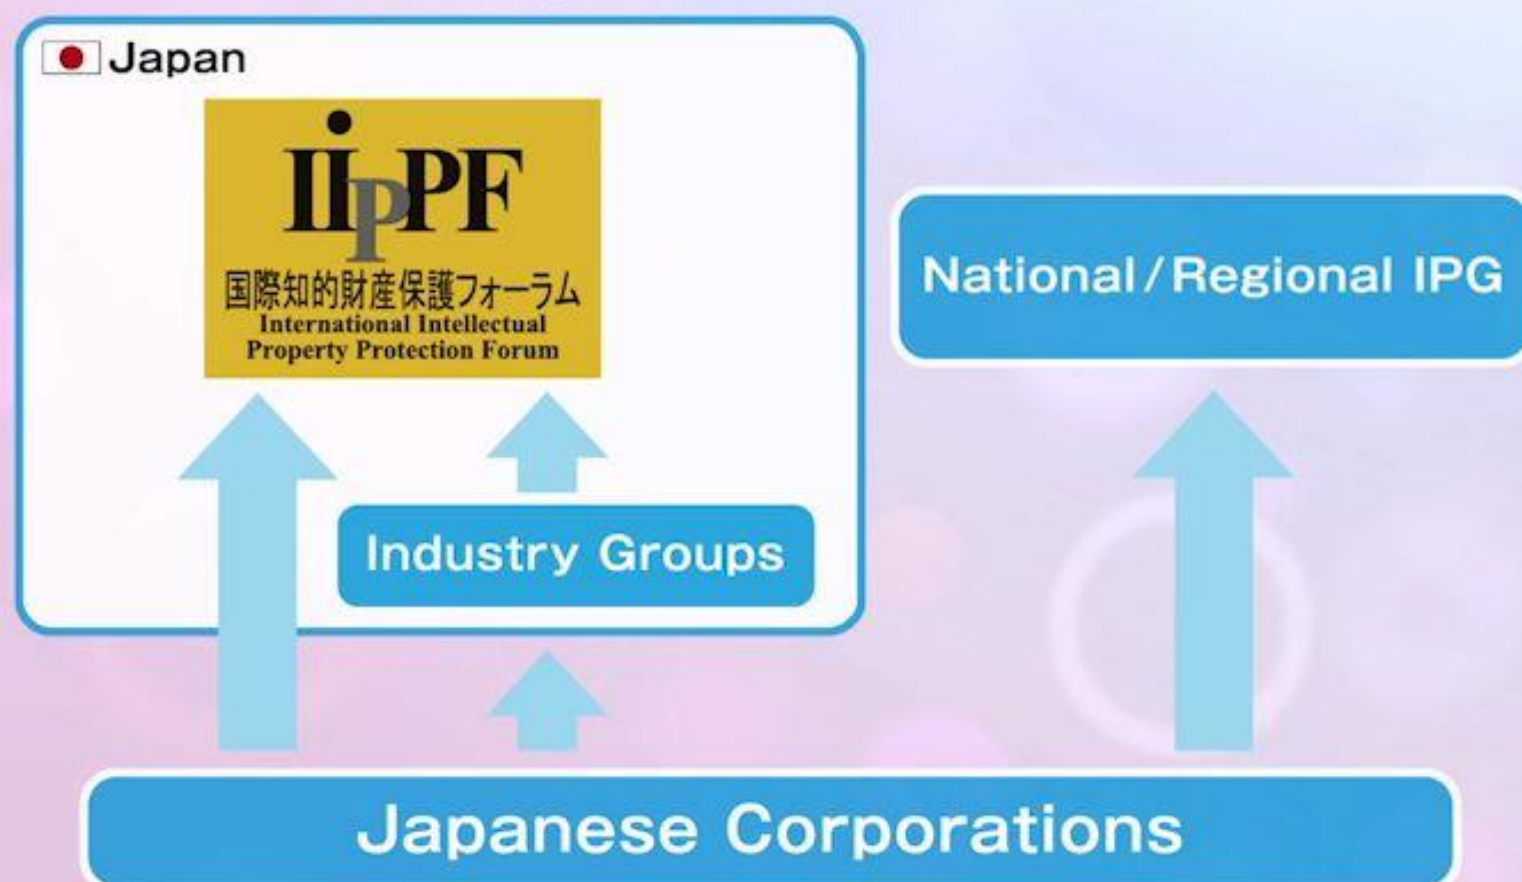 Japan
IIPPF
国際知的財産保護フォーラム
International Intellectual
Property Protection Forum
National/Regional IPG
Industry Groups
Japanese Corporations